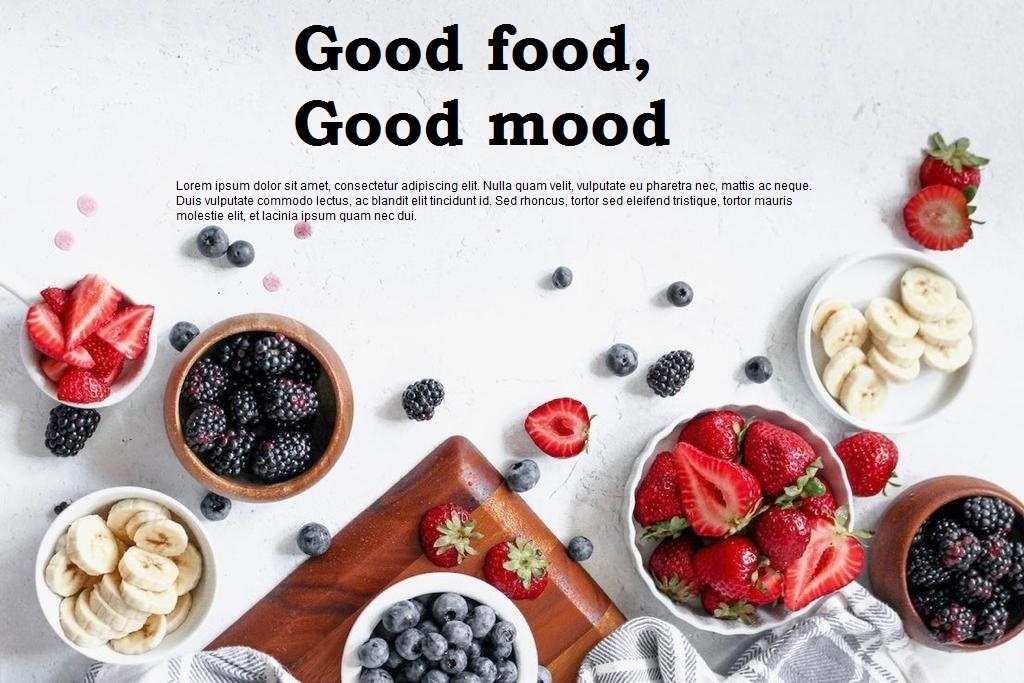 Good food,
Good mood
Lorem ipsum dolor sit amet, consectetur adipiscing elit. Nulla quam velit, vulputate eu pharetra nec, mattis ac neque.
Duis vulputate commodo lectus, ac blandit elit tincidunt id. Sed rhoncus, tortor sed eleifend tristique, tortor mauris
molestie elit, et lacinia ipsum quam nec dui.